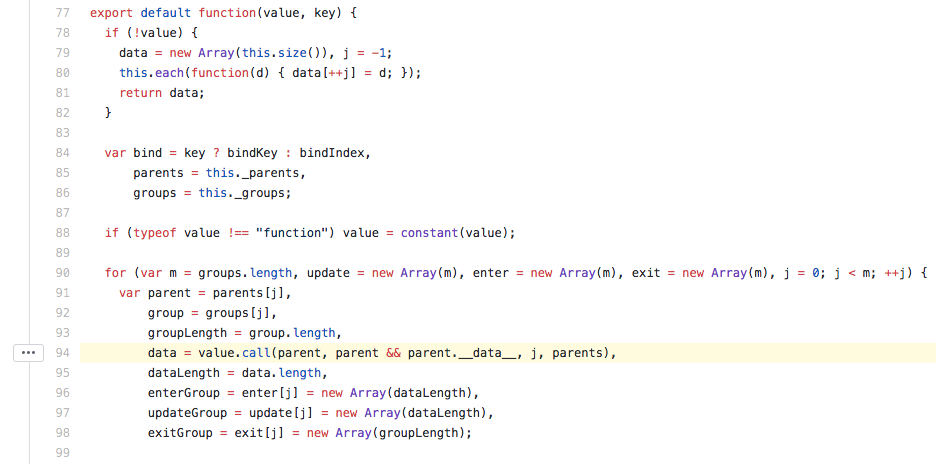 77 export default function(value, key) {
78 if (!value) {
79 data = new Array(this.size()), j = -1;
80 this.each(function(d) { data[++j] = d; });
81 return data;
82 }
83
84 var bind = key ? bindKey : bindIndex,
85 parents = this._parents,
86 groups = this._groups;
87
88 if (typeof value !== "function") value = constant(value);
89
90 for (var m = groups.length, update = new Array(m), enter = new Array(m), exit = new Array(m), j = 0; j < m; ++j) {
91 var parent = parents[j],
92 group = groups[j],
93 groupLength = group.length,
••• 94 data = value.call(parent, parent && parent.__data__, j, parents),
95 dataLength = data.length,
96 enterGroup = enter[j] = new Array(dataLength),
97 updateGroup = update[j] = new Array(dataLength),
98 exitGroup = exit[j] = new Array(groupLength);
99